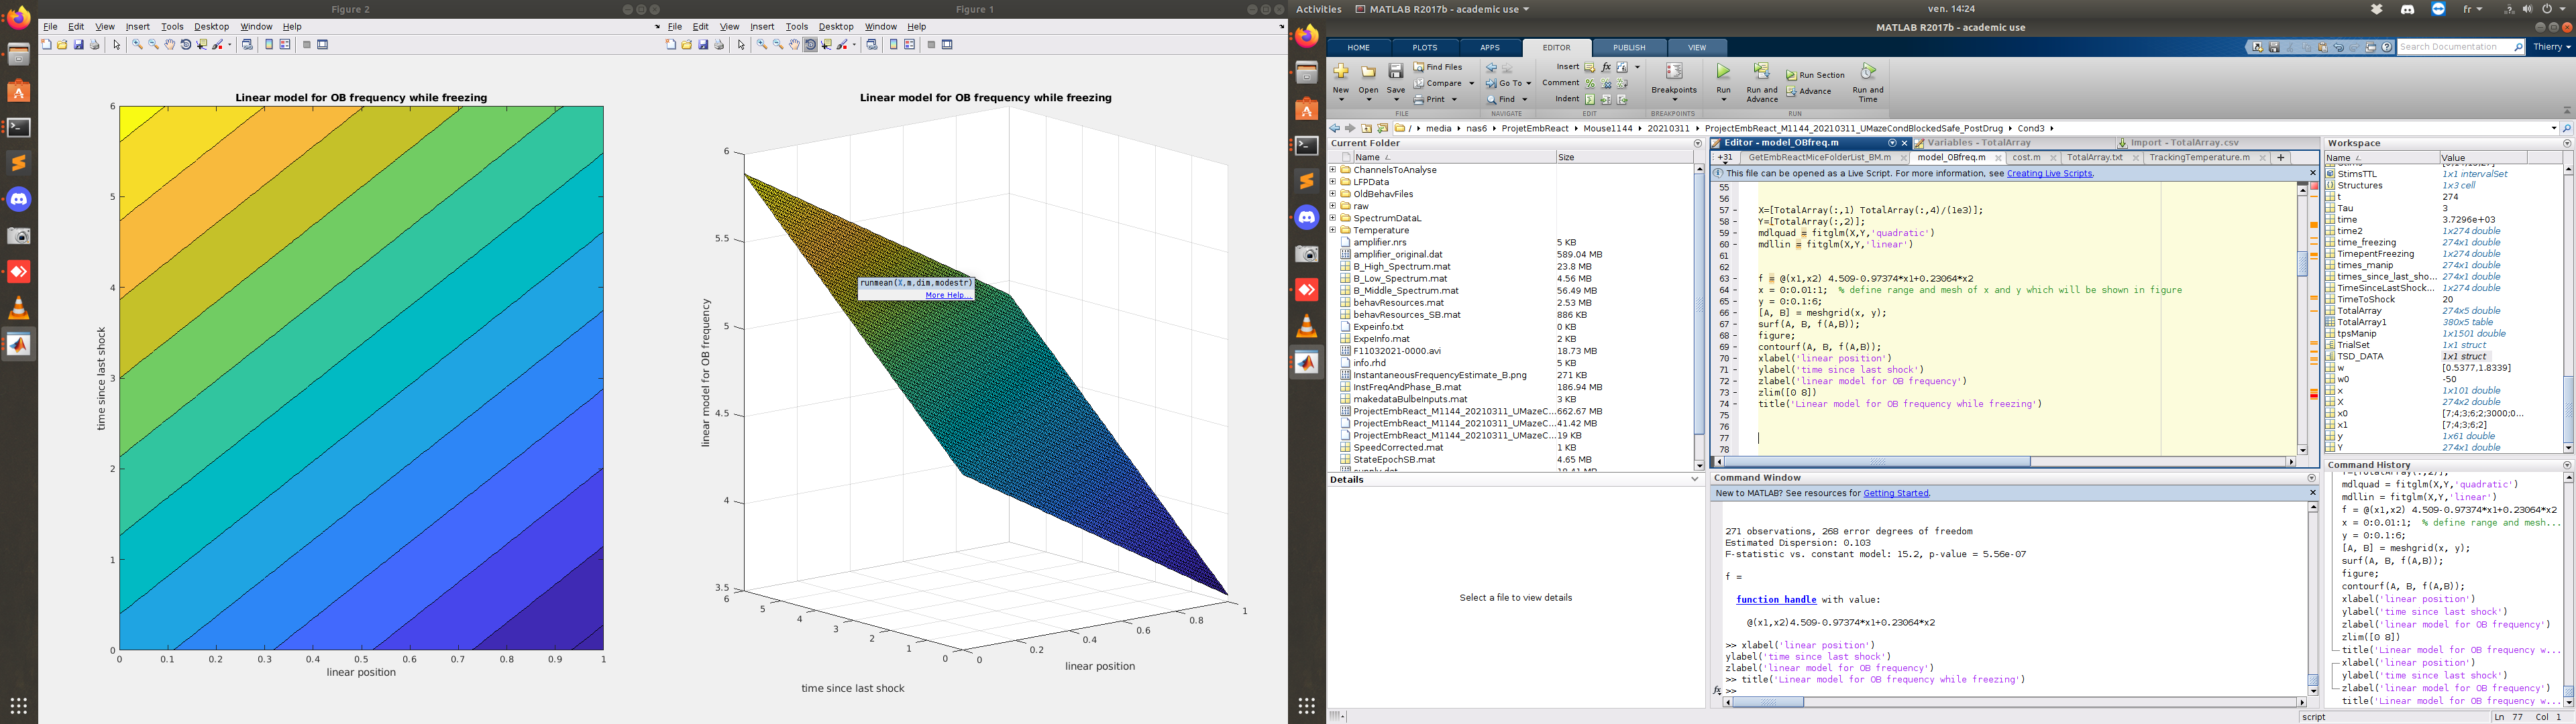 Figure 2
File Edit View Insert Tools Desktop Window Help
Linear model for OB frequency while freezing
6
5
4
3
2
1
0
time since last shock
0 0.1 0.2 0.3 0.4 0.5 0.6 0.7 0.8 0.9 1
linear position
Figure 1
File Edit View Insert Tools Desktop Window Help
Linear model for OB frequency while freezing
6
5.5
5
4.5
4
3.5
linear model for OB frequency
runmean(X,m,dim,modestr)
More Help...
6 5 4 3 2 1 0
time since last shock
0 0.2 0.4 0.6 0.8 1
linear position
Activities MATLAB R2017b - academic use ven. 14:24 fr
MATLAB R2017b - academic use
HOME PLOTS APPS EDITOR PUBLISH VIEW
Search Documentation Thierry
New Open Save Find Files Compare Print
Go To Find
Insert Comment Indent
Breakpoints Run Run and Advance Run Section Advance Run and Time
FILE NAVIGATE EDIT BREAKPOINTS RUN
/ media nas6 ProjetEmbReact Mouse1144 20210311 ProjectEmbReact_M1144_20210311_UMazeCondBlockedSafe_PostDrug Cond3
Current Folder
Name Size
ChannelsToAnalyse
LFPData
OldBehavFiles
raw
SpectrumDataL
Temperature
amplifier.nrs 5 KB
amplifier_original.dat 589.04 MB
B_High_Spectrum.mat 23.8 MB
B_Low_Spectrum.mat 4.56 MB
B_Middle_Spectrum.mat 56.49 MB
behavResources.mat 2.53 MB
behavResources_SB.mat 886 KB
Expeinfo.txt 0 KB
ExpeInfo.mat 2 KB
F11032021-0000.avi 18.73 MB
info.rhd 5 KB
InstantaneousFrequencyEstimate_B.png 271 KB
InstFreqAndPhase_B.mat 186.94 MB
makedataBulbeInputs.mat 3 KB
ProjectEmbReact_M1144_20210311_UMazeC... 662.67 MB
ProjectEmbReact_M1144_20210311_UMazeC... 41.42 MB
ProjectEmbReact_M1144_20210311_UMazeC... 19 KB
SpeedCorrected.mat 1 KB
StateEpochSB.mat 4.65 MB
Details
Select a file to view details
Editor - model_OBfreq.m Variables - TotalArray Import - TotalArray.csv
+31 GetEmbReactMiceFolderList_BM.m model_OBfreq.m cost.m TotalArray.txt TrackingTemperature.m +
This file can be opened as a Live Script. For more information, see Creating Live Scripts.
55
56
57 X=[TotalArray(:,1) TotalArray(:,4)/(1e3)];
58 Y=[TotalArray(:,2)];
59 mdlquad = fitglm(X,Y,'quadratic')
60 mdllin = fitglm(X,Y,'linear')
61
62
63 f = @(x1,x2) 4.509-0.97374*x1+0.23064*x2
64 x = 0:0.01:1; % define range and mesh of x and y which will be shown in figure
65 y = 0:0.1:6;
66 [A, B] = meshgrid(x, y);
67 surf(A, B, f(A,B));
68 figure;
69 contourf(A, B, f(A,B));
70 xlabel('linear position')
71 ylabel('time since last shock')
72 zlabel('linear model for OB frequency')
73 zlim([0 8])
74 title('Linear model for OB frequency while freezing')
75
76
77
78
Command Window
New to MATLAB? See resources for Getting Started.
271 observations, 268 error degrees of freedom
Estimated Dispersion: 0.103
F-statistic vs. constant model: 15.2, p-value = 5.56e-07
f =
function_handle with value:
@(x1,x2)4.509-0.97374*x1+0.23064*x2
>> xlabel('linear position')
ylabel('time since last shock')
zlabel('linear model for OB frequency')
>> title('Linear model for OB frequency while freezing')
>>
Workspace
Name Value
StimsTTL 1x1 intervalSet
Structures 1x3 cell
t 274
Tau 3
time 3.7296e+03
time2 1x274 double
time_freezing 274x1 double
TimepentFreezing 274x1 double
times_manip 274x1 double
times_since_last_sho... 274x1 double
TimeSinceLastShock... 1x274 double
TimeToShock 20
TotalArray 274x5 double
TotalArray1 380x5 table
tpsManip 1x1501 double
TrialSet 1x1 struct
TSD_DATA 1x1 struct
w [0.5377,1.8339]
w0 -50
x 1x101 double
X 274x2 double
x0 [7;4;3;6;2;3000;0...
x1 [7;4;3;6;2]
y 1x61 double
Y 274x1 double
Command History
mdlquad = fitglm(X,Y,'quadratic')
mdllin = fitglm(X,Y,'linear')
f = @(x1,x2) 4.509-0.97374*x1+0.23064*x2
x = 0:0.01:1; % define range and mesh...
y = 0:0.1:6;
[A, B] = meshgrid(x, y);
surf(A, B, f(A,B));
figure;
contourf(A, B, f(A,B));
xlabel('linear position')
ylabel('time since last shock')
zlabel('linear model for OB frequency')
zlim([0 8])
title('Linear model for OB frequency w...
xlabel('linear position')
ylabel('time since last shock')
zlabel('linear model for OB frequency')
title('Linear model for OB frequency w...
script Ln 77 Col 1